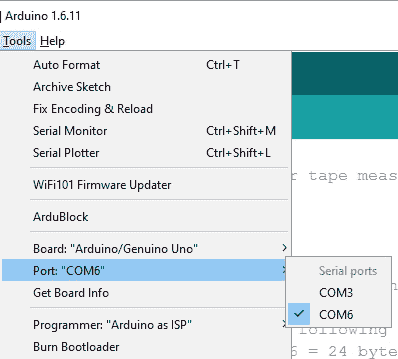 Arduino 1.6.11
Tools Help
Auto Format Ctrl+T
Archive Sketch
Fix Encoding & Reload
Serial Monitor Ctrl+Shift+M
Serial Plotter Ctrl+Shift+L
r tape meas
WiFi101 Firmware Updater
ArduBlock
Board: "Arduino/Genuino Uno"
Port: "COM6"
Serial ports
Get Board Info
COM3
COM6
Programmer: "Arduino as ISP"
following
Burn Bootloader
6 = 24 byte